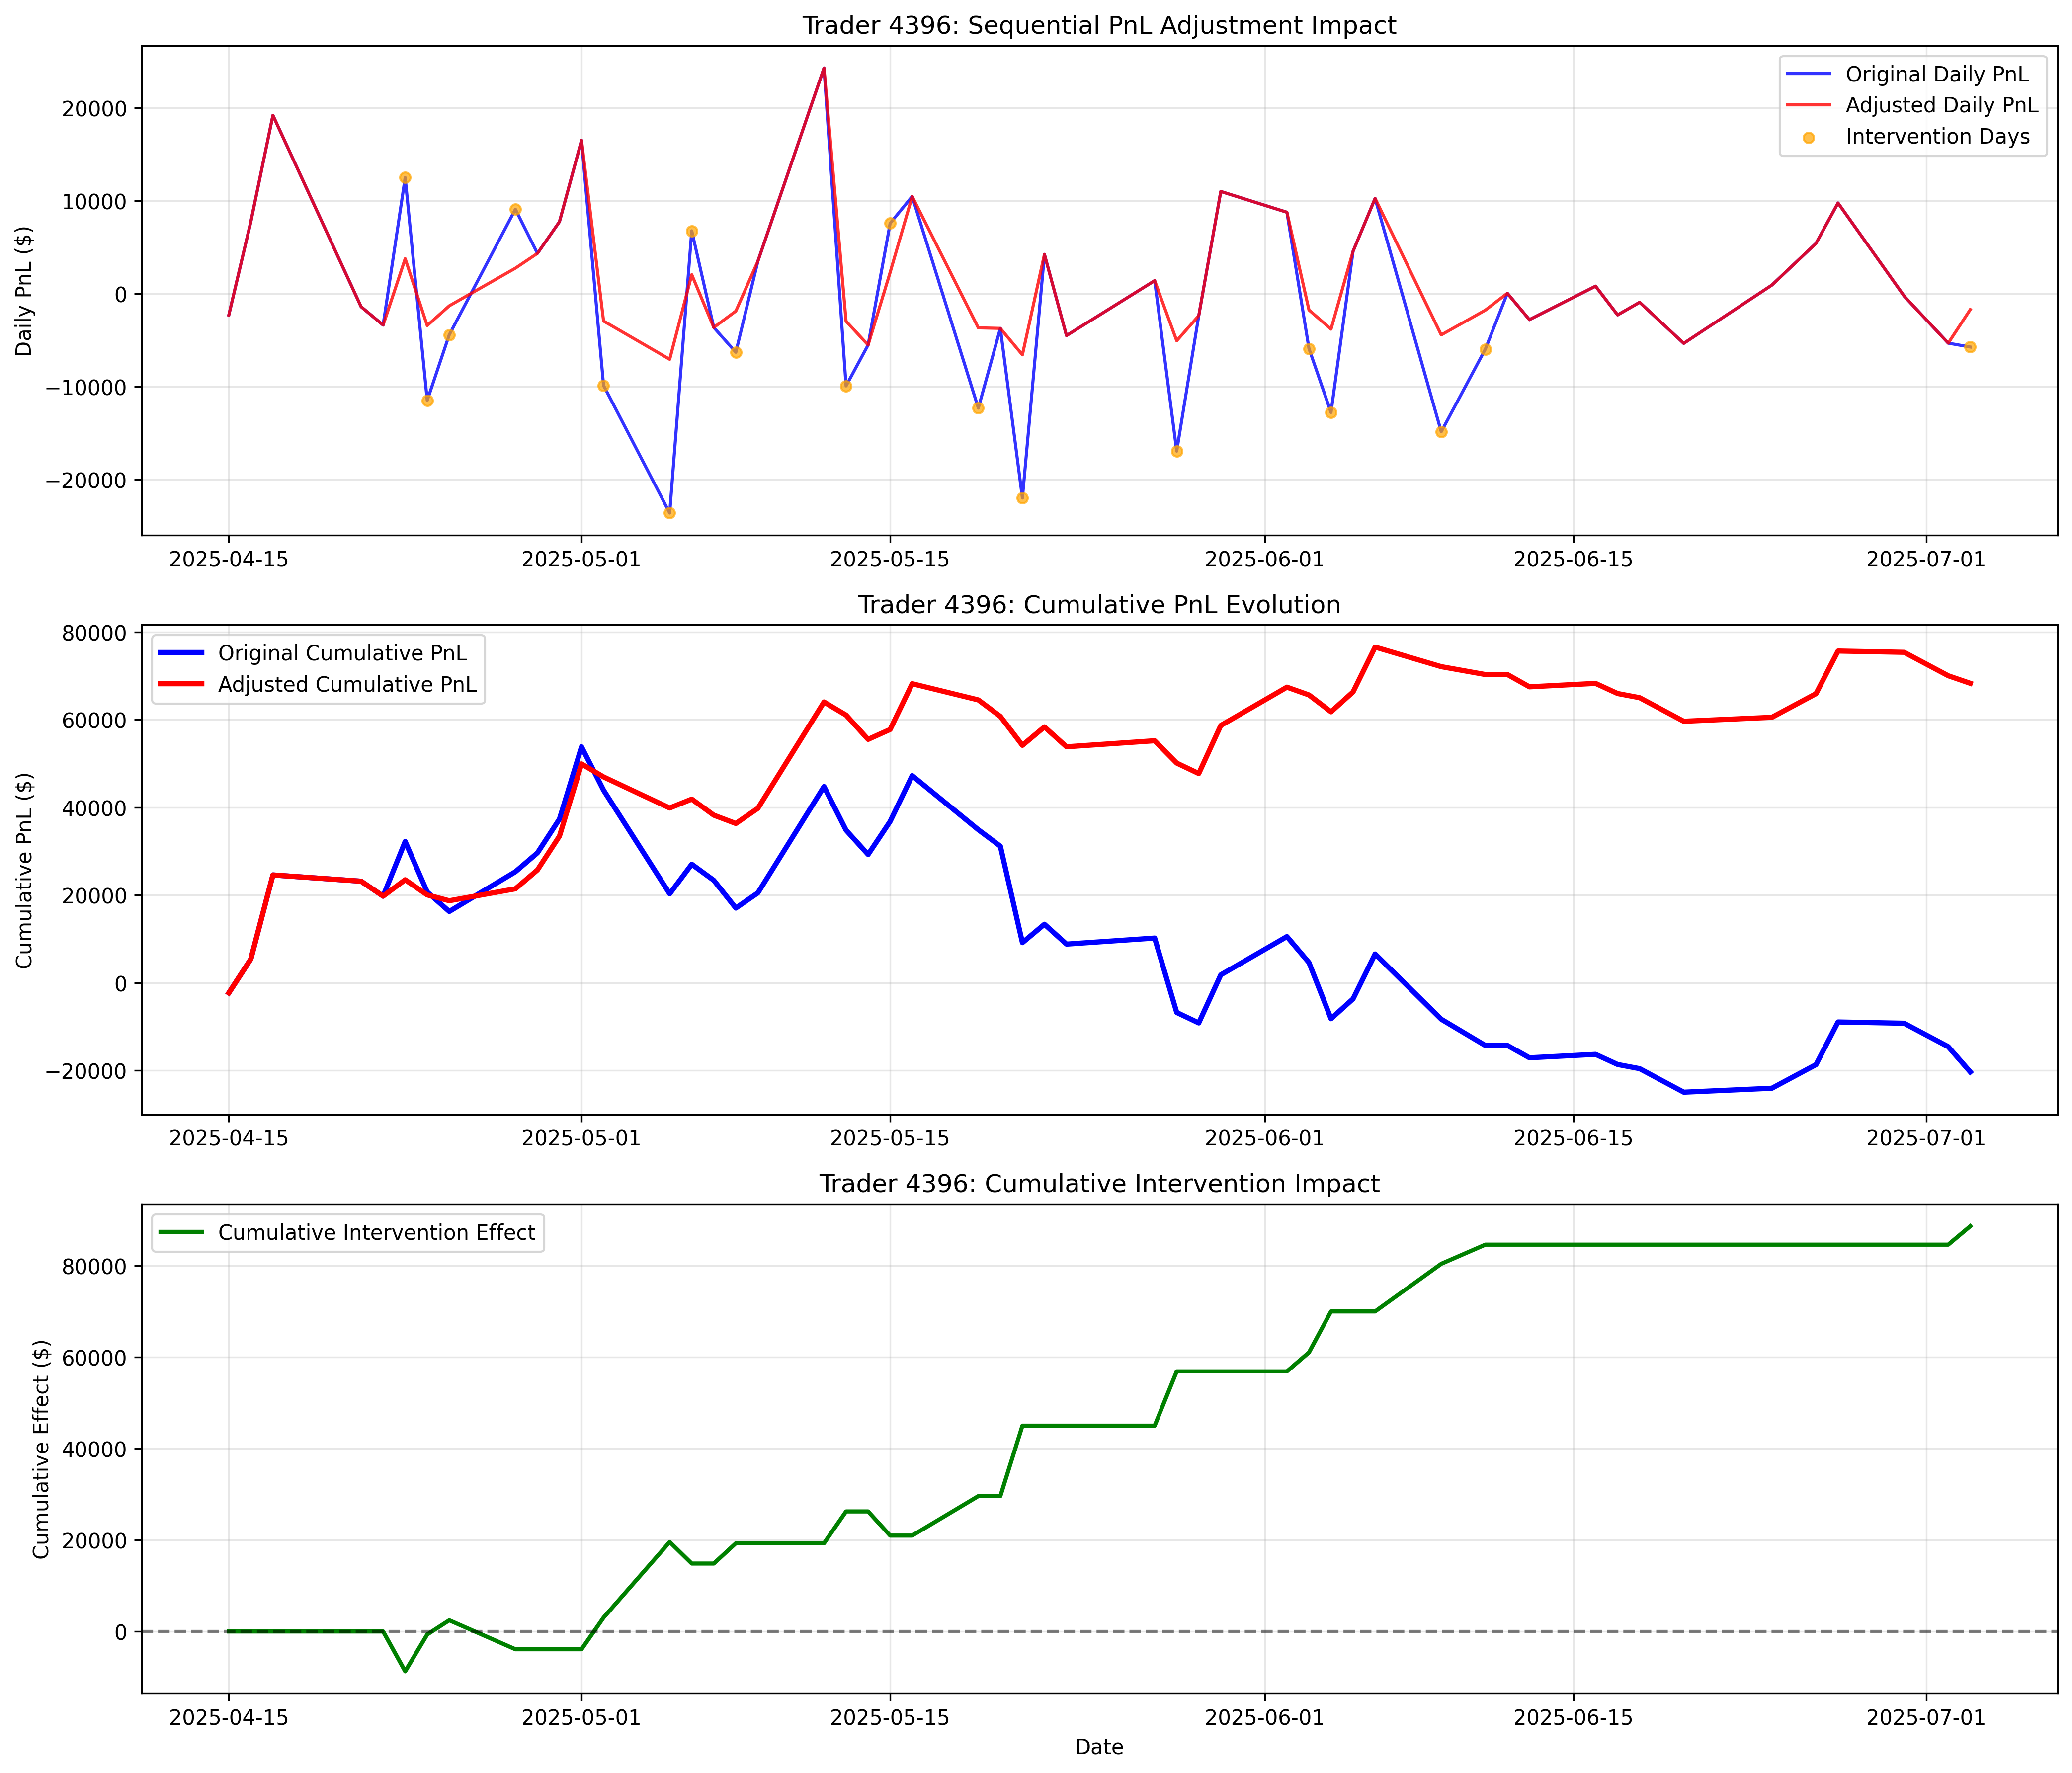 Trader 4396: Sequential PnL Adjustment Impact
Daily PnL ($)
20000
10000
0
−10000
−20000
Original Daily PnL
Adjusted Daily PnL
Intervention Days
2025-04-15 2025-05-01 2025-05-15 2025-06-01 2025-06-15 2025-07-01
Trader 4396: Cumulative PnL Evolution
Cumulative PnL ($)
80000
60000
40000
20000
0
−20000
Original Cumulative PnL
Adjusted Cumulative PnL
2025-04-15 2025-05-01 2025-05-15 2025-06-01 2025-06-15 2025-07-01
Trader 4396: Cumulative Intervention Impact
Cumulative Effect ($)
80000
60000
40000
20000
0
Cumulative Intervention Effect
2025-04-15 2025-05-01 2025-05-15 2025-06-01 2025-06-15 2025-07-01
Date